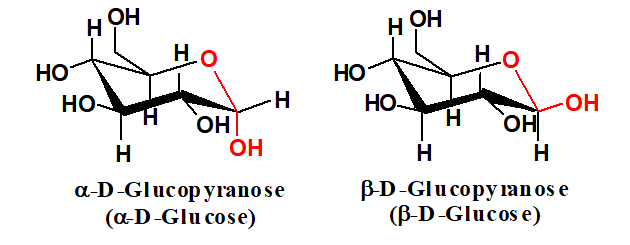 OH
H
HO
H
O
HO
H
H
OH
OH
H
α-D-Glucopyranose
(α-D-Glucose)
OH
H
HO
H
O
HO
H
OH
OH
H
H
β-D-Glucopyranose
(β-D-Glucose)